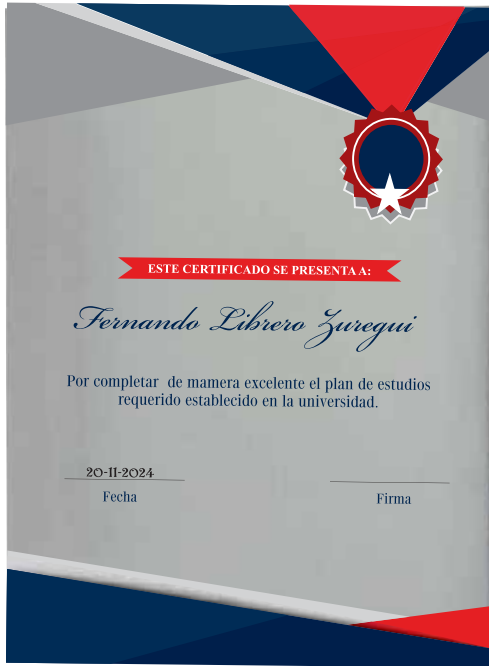 ESTE CERTIFICADO SE PRESENTA A:
Fernando Librero Zuregui
Por completar de mamera excelente el plan de estudios
requerido establecido en la universidad.
20-11-2024
Fecha
Firma